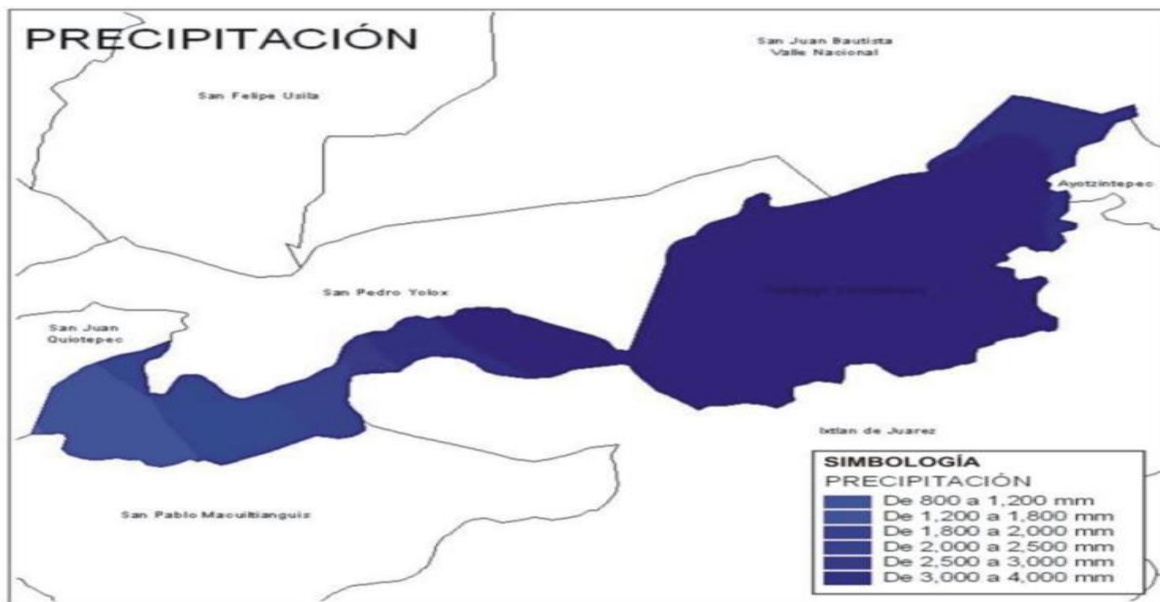 PRECIPITACIÓN
San Juan Bautista
Valle Nacional
San Felipe Usila
Ayotzintepec
San Pedro Yolox
San Juan
Quiotepec
Ixtlan de Juarez
San Pablo Macuiltianguis
SIMBOLOGÍA
PRECIPITACIÓN
De 800 a 1,200 mm
De 1,200 a 1,800 mm
De 1,800 a 2,000 mm
De 2,000 a 2,500 mm
De 2,500 a 3,000 mm
De 3,000 a 4,000 mm